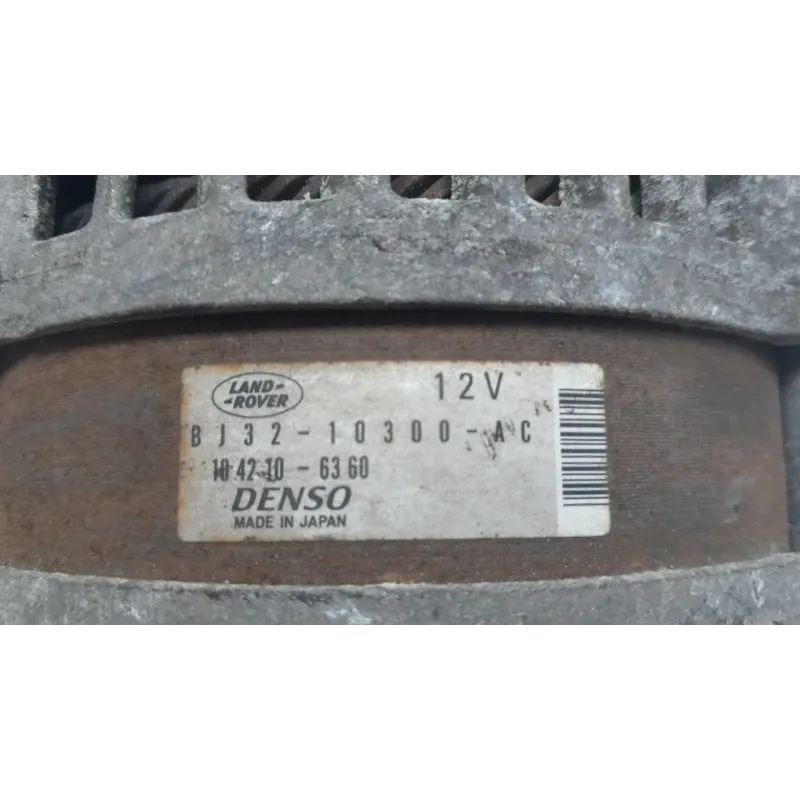 LAND-
-ROVER
12V
BJ32-10300-AC
104210-6360
DENSO
MADE IN JAPAN